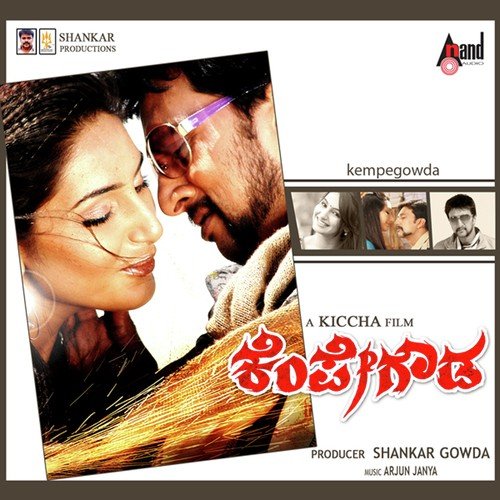 SHANKAR
PRODUCTIONS
Anand
AUDIO
kempegowda
A KICCHA FILM
ಕೆಂಪೇಗೌಡ
PRODUCER SHANKAR GOWDA
MUSIC ARJUN JANYA